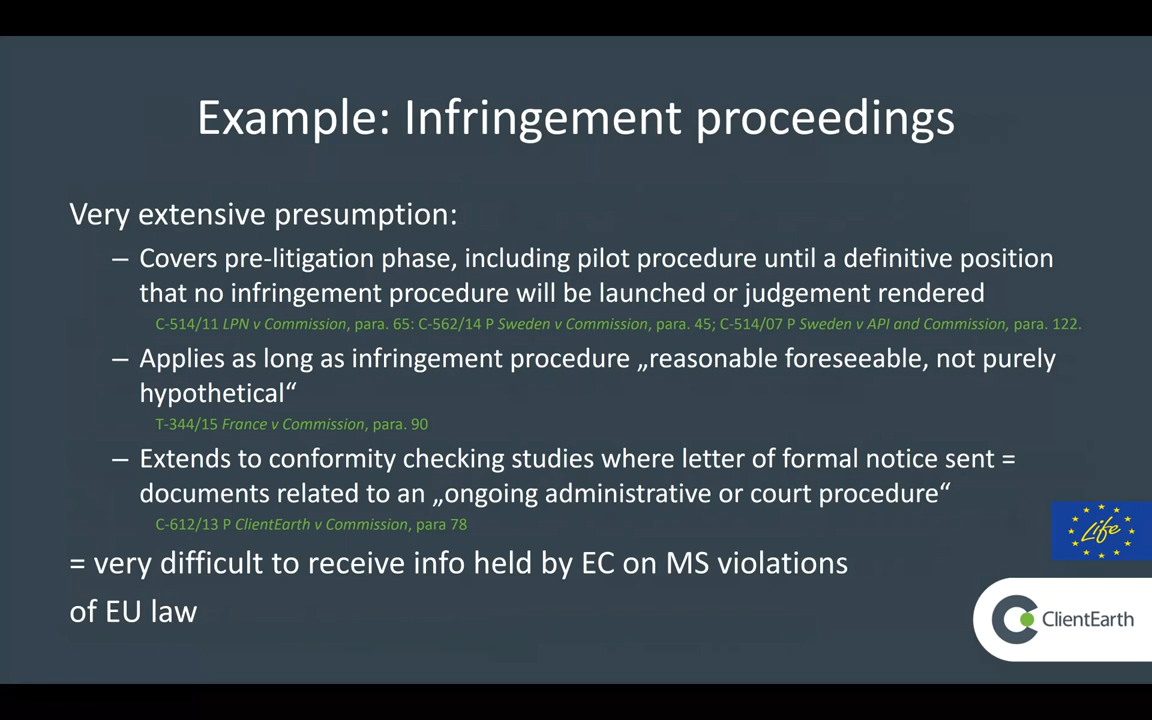 Example: Infringement proceedings
Very extensive presumption:
– Covers pre-litigation phase, including pilot procedure until a definitive position
that no infringement procedure will be launched or judgement rendered
C-514/11 LPN v Commission, para. 65: C-562/14 P Sweden v Commission, para. 45; C-514/07 P Sweden v API and Commission, para. 122.
– Applies as long as infringement procedure „reasonable foreseeable, not purely
hypothetical“
T-344/15 France v Commission, para. 90
– Extends to conformity checking studies where letter of formal notice sent =
documents related to an „ongoing administrative or court procedure“
C-612/13 P ClientEarth v Commission, para 78
= very difficult to receive info held by EC on MS violations
of EU law
Life
ClientEarth